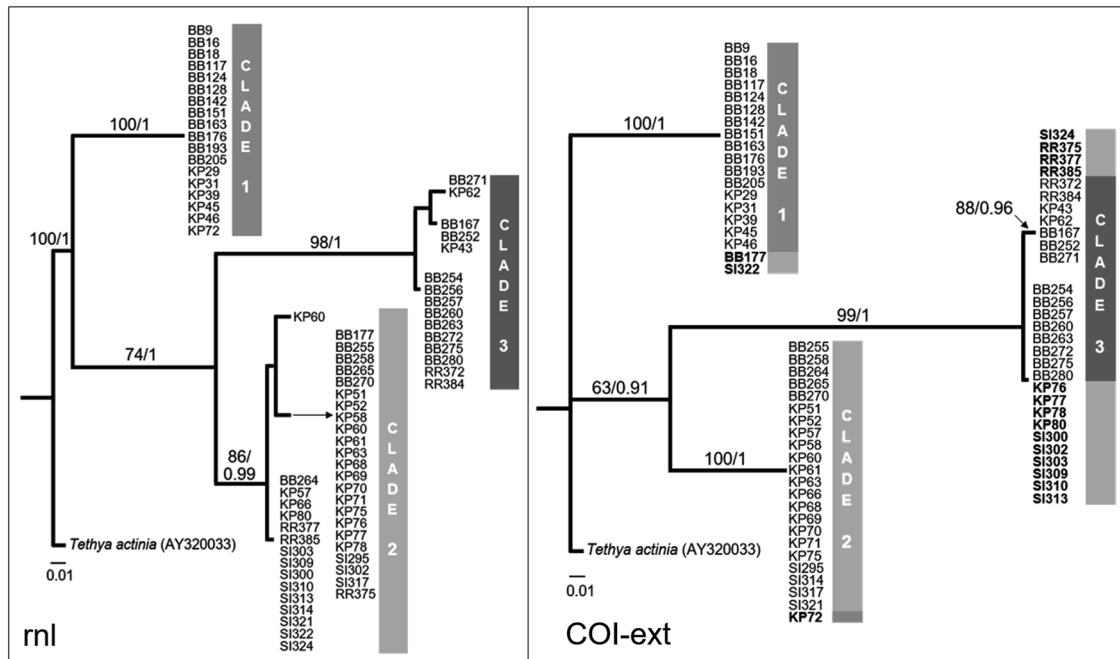 BB9
BB16
BB18
BB117
BB124
BB128
BB142
BB151
BB163
BB176
BB193
BB205
KP29
KP31
KP39
KP45
KP46
KP72
CLADE 1
100/1
100/1
98/1
74/1
BB271
KP62
BB167
BB252
KP43
BB254
BB256
BB257
BB260
BB263
BB272
BB275
BB280
RR372
RR384
CLADE 3
KP60
BB177
BB255
BB258
BB265
BB270
KP51
KP52
KP58
KP60
KP61
KP63
KP68
KP69
KP70
KP71
KP75
KP76
KP77
KP78
SI295
SI302
SI317
RR375
CLADE 2
86/
0.99
BB264
KP57
KP66
KP80
RR377
RR385
SI303
SI309
SI300
SI310
SI313
SI314
SI321
SI322
SI324
Tethya actinia (AY320033)
0.01
rnl
BB9
BB16
BB18
BB117
BB124
BB128
BB142
BB151
BB163
BB176
BB193
BB205
KP29
KP31
KP39
KP45
KP46
BB177
SI322
CLADE 1
100/1
SI324
RR375
RR377
RR385
RR372
RR384
KP43
KP62
BB167
BB252
BB271
BB254
BB256
BB257
BB260
BB263
BB272
BB275
BB280
KP76
KP77
KP78
KP80
SI300
SI302
SI303
SI309
SI310
SI313
CLADE 3
88/0.96
99/1
63/0.91
100/1
BB255
BB258
BB264
BB265
BB270
KP51
KP52
KP57
KP58
KP60
KP61
KP63
KP66
KP68
KP69
KP70
KP71
KP75
SI295
SI314
SI317
SI321
KP72
CLADE 2
Tethya actinia (AY320033)
0.01
COI-ext